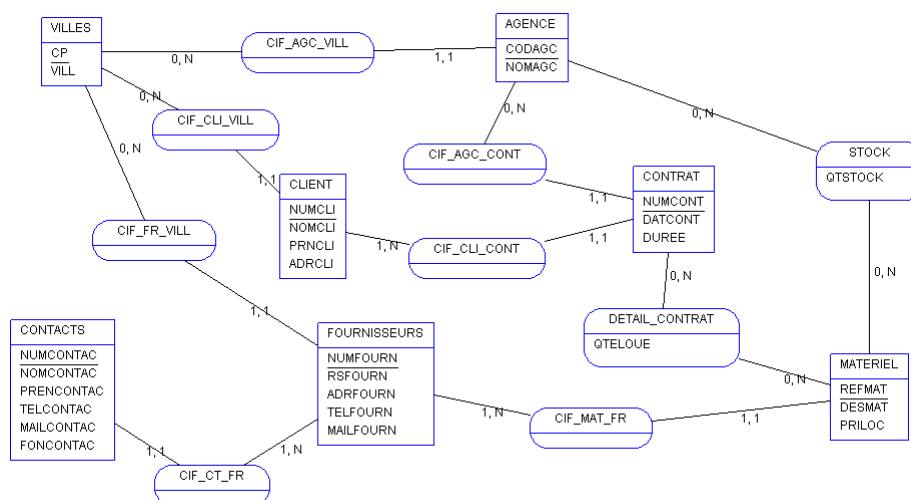 VILLES
CP
VILL
CIF_AGC_VILL
0, N
1, 1
AGENCE
CODAGC
NOMAGC
0, N
CIF_CLI_VILL
0, N
0, N
0, N
CIF_AGC_CONT
STOCK
QTSTOCK
1, 1
CLIENT
NUMCLI
NOMCLI
PRNCLI
ADRCLI
1, 1
CONTRAT
NUMCONT
DATCONT
DUREE
CIF_FR_VILL
1, N
CIF_CLI_CONT
1, 1
0, N
0, N
1, 1
DETAIL_CONTRAT
QTELOUE
CONTACTS
NUMCONTAC
NOMCONTAC
PRENCONTAC
TELCONTAC
MAILCONTAC
FONCONTAC
FOURNISSEURS
NUMFOURN
RSFOURN
ADRFOURN
TELFOURN
MAILFOURN
0, N
MATERIEL
REFMAT
DESMAT
PRILOC
1, N
CIF_MAT_FR
1, 1
1, 1
1, N
CIF_CT_FR